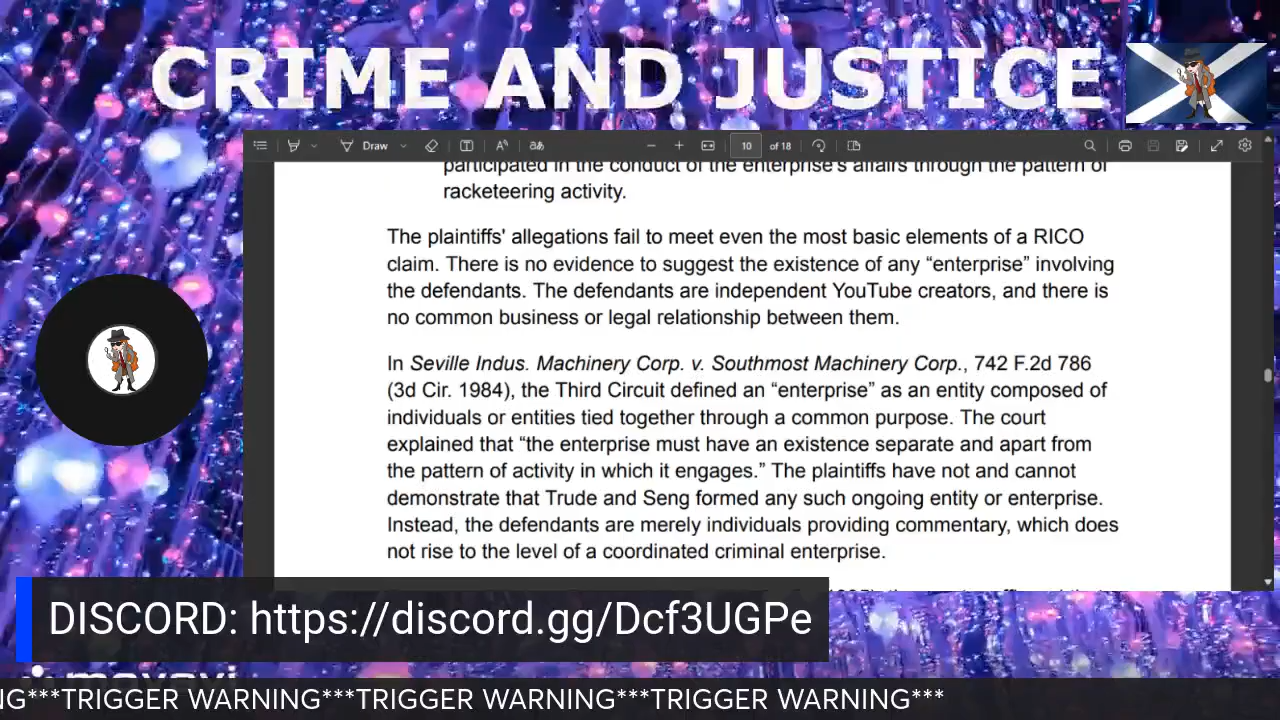 CRIME AND JUSTICE
Draw
10 of 18
participated in the conduct of the enterprise's affairs through the pattern of
racketeering activity.
The plaintiffs' allegations fail to meet even the most basic elements of a RICO
claim. There is no evidence to suggest the existence of any “enterprise” involving
the defendants. The defendants are independent YouTube creators, and there is
no common business or legal relationship between them.
In Seville Indus. Machinery Corp. v. Southmost Machinery Corp., 742 F.2d 786
(3d Cir. 1984), the Third Circuit defined an “enterprise” as an entity composed of
individuals or entities tied together through a common purpose. The court
explained that “the enterprise must have an existence separate and apart from
the pattern of activity in which it engages.” The plaintiffs have not and cannot
demonstrate that Trude and Seng formed any such ongoing entity or enterprise.
Instead, the defendants are merely individuals providing commentary, which does
not rise to the level of a coordinated criminal enterprise.
DISCORD: https://discord.gg/Dcf3UGPe
NG***TRIGGER WARNING***TRIGGER WARNING***TRIGGER WARNING***